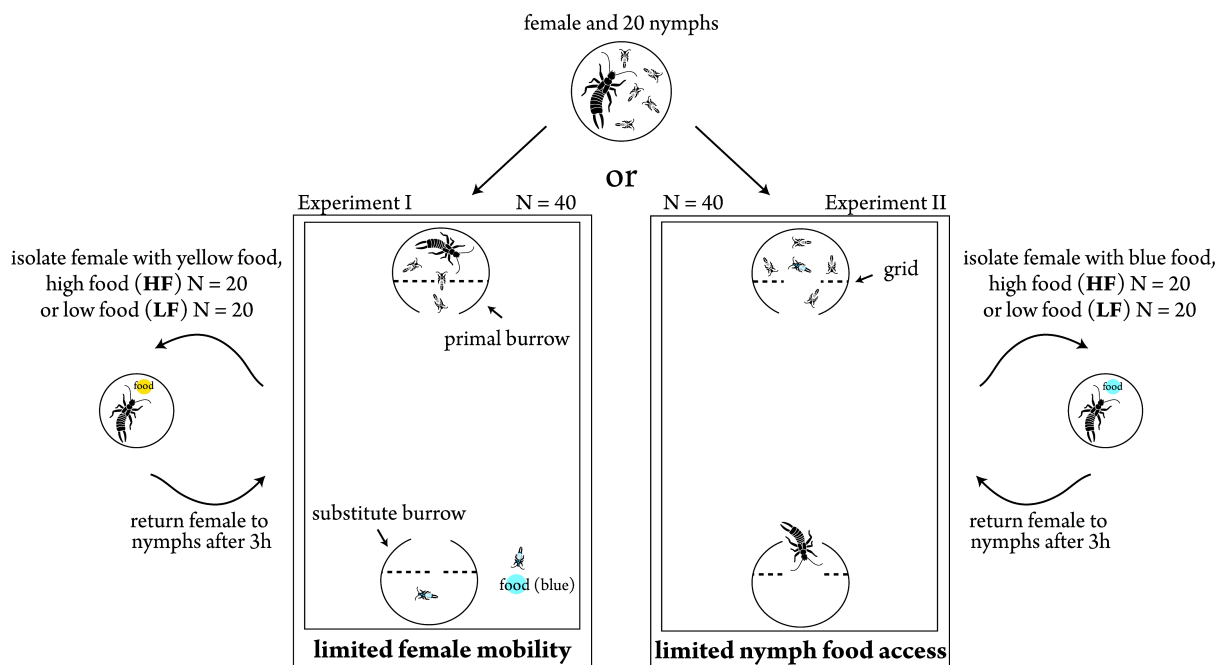 female and 20 nymphs
or
Experiment I
N = 40
N = 40
Experiment II
isolate female with yellow food,
high food (HF) N = 20
or low food (LF) N = 20
food
return female to
nymphs after 3h
primal burrow
substitute burrow
food (blue)
limited female mobility
grid
limited nymph food access
isolate female with blue food,
high food (HF) N = 20
or low food (LF) N = 20
food
return female to
nymphs after 3h